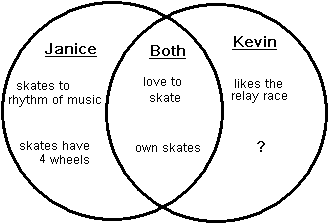 Janice
Both
Kevin
skates to
rhythm of music
love to
skate
likes the
relay race
skates have
4 wheels
own skates
?